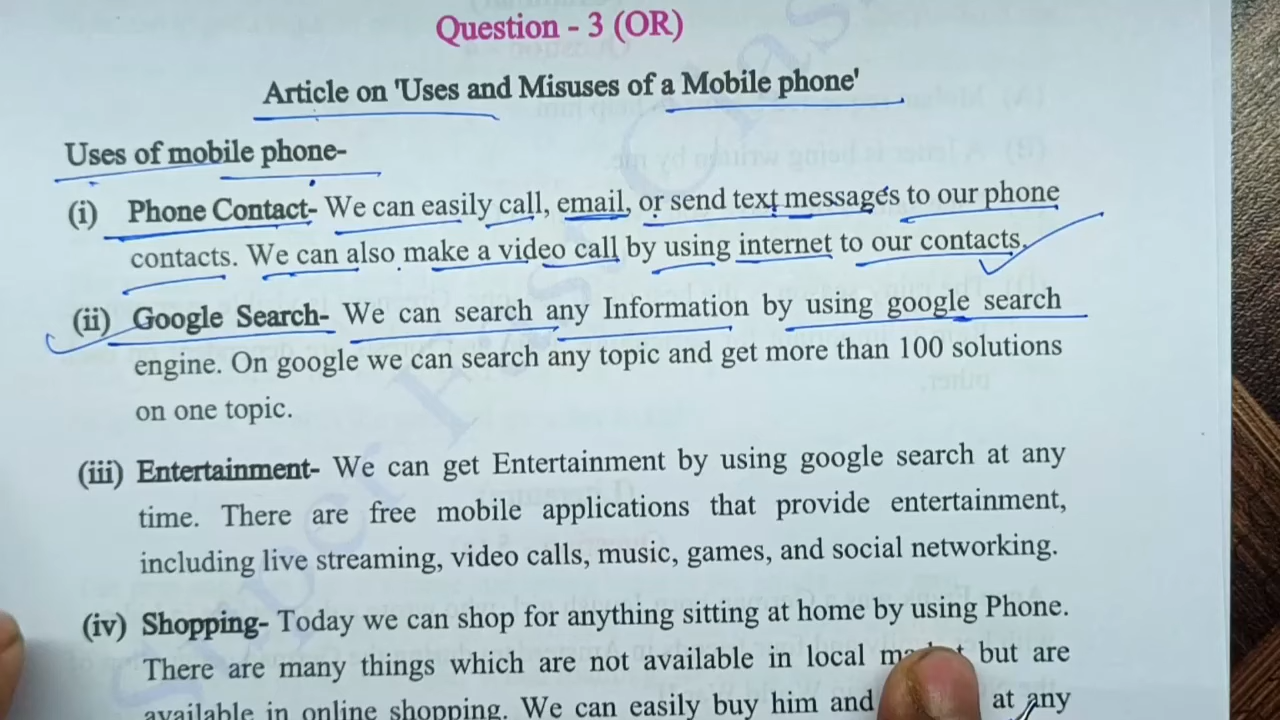 Question - 3 (OR)
Article on 'Uses and Misuses of a Mobile phone'
Uses of mobile phone-
(i) Phone Contact- We can easily call, email, or send text messages to our phone
contacts. We can also make a video call by using internet to our contacts.
(ii) Google Search- We can search any Information by using google search
engine. On google we can search any topic and get more than 100 solutions
on one topic.
(iii) Entertainment- We can get Entertainment by using google search at any
time. There are free mobile applications that provide entertainment,
including live streaming, video calls, music, games, and social networking.
(iv) Shopping- Today we can shop for anything sitting at home by using Phone.
There are many things which are not available in local but are
available in online shopping. We can easily buy him and at any